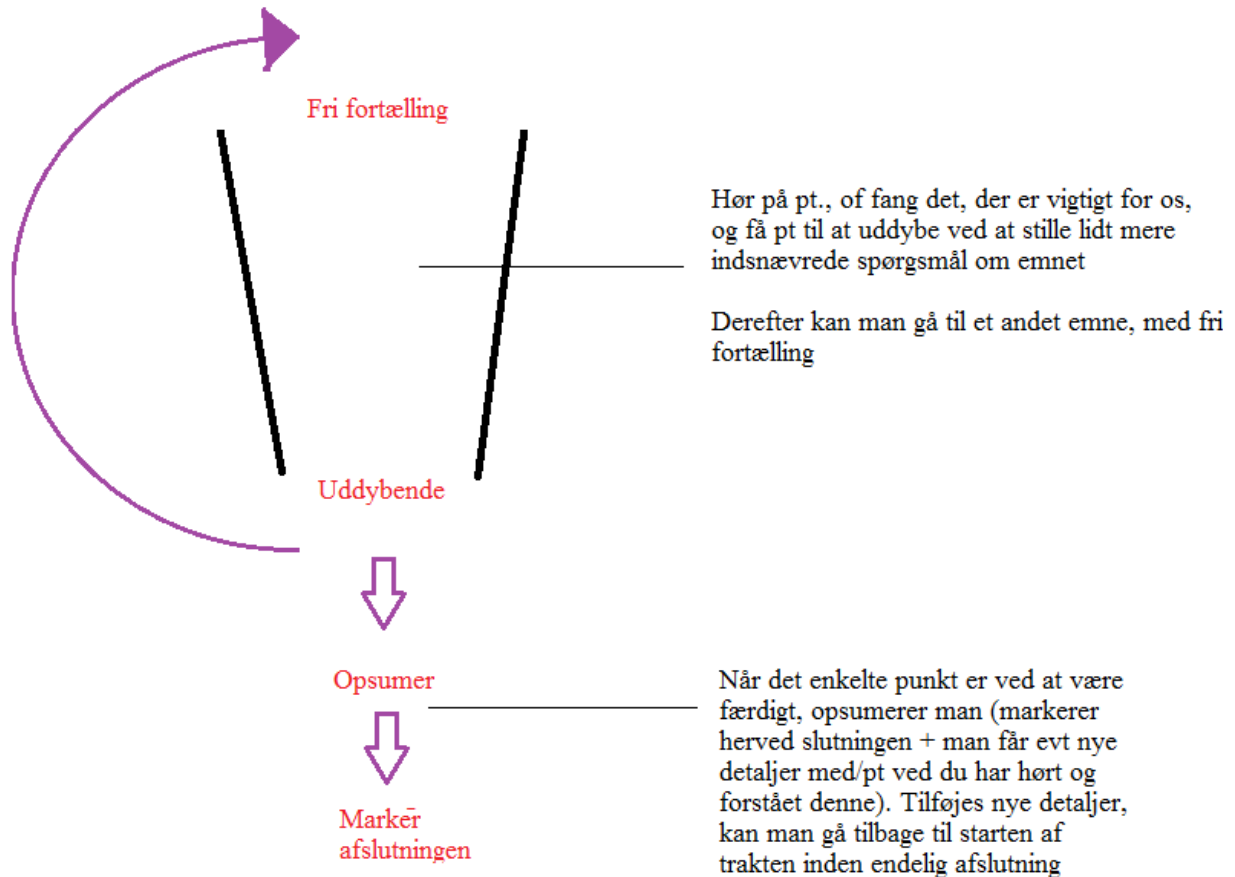 Fri fortælling
Hør på pt., of fang det, der er vigtigt for os,
og få pt til at uddybe ved at stille lidt mere
indsnævrede spørgsmål om emnet
Derefter kan man gå til et andet emne, med fri
fortælling
Uddybende
Opsumer
Når det enkelte punkt er ved at være
færdigt, opsumerer man (markerer
herved slutningen + man får evt nye
detaljer med/pt ved du har hørt og
forstået denne). Tilføjes nye detaljer,
kan man gå tilbage til starten af
trakten inden endelig afslutning
Marker
afslutningen